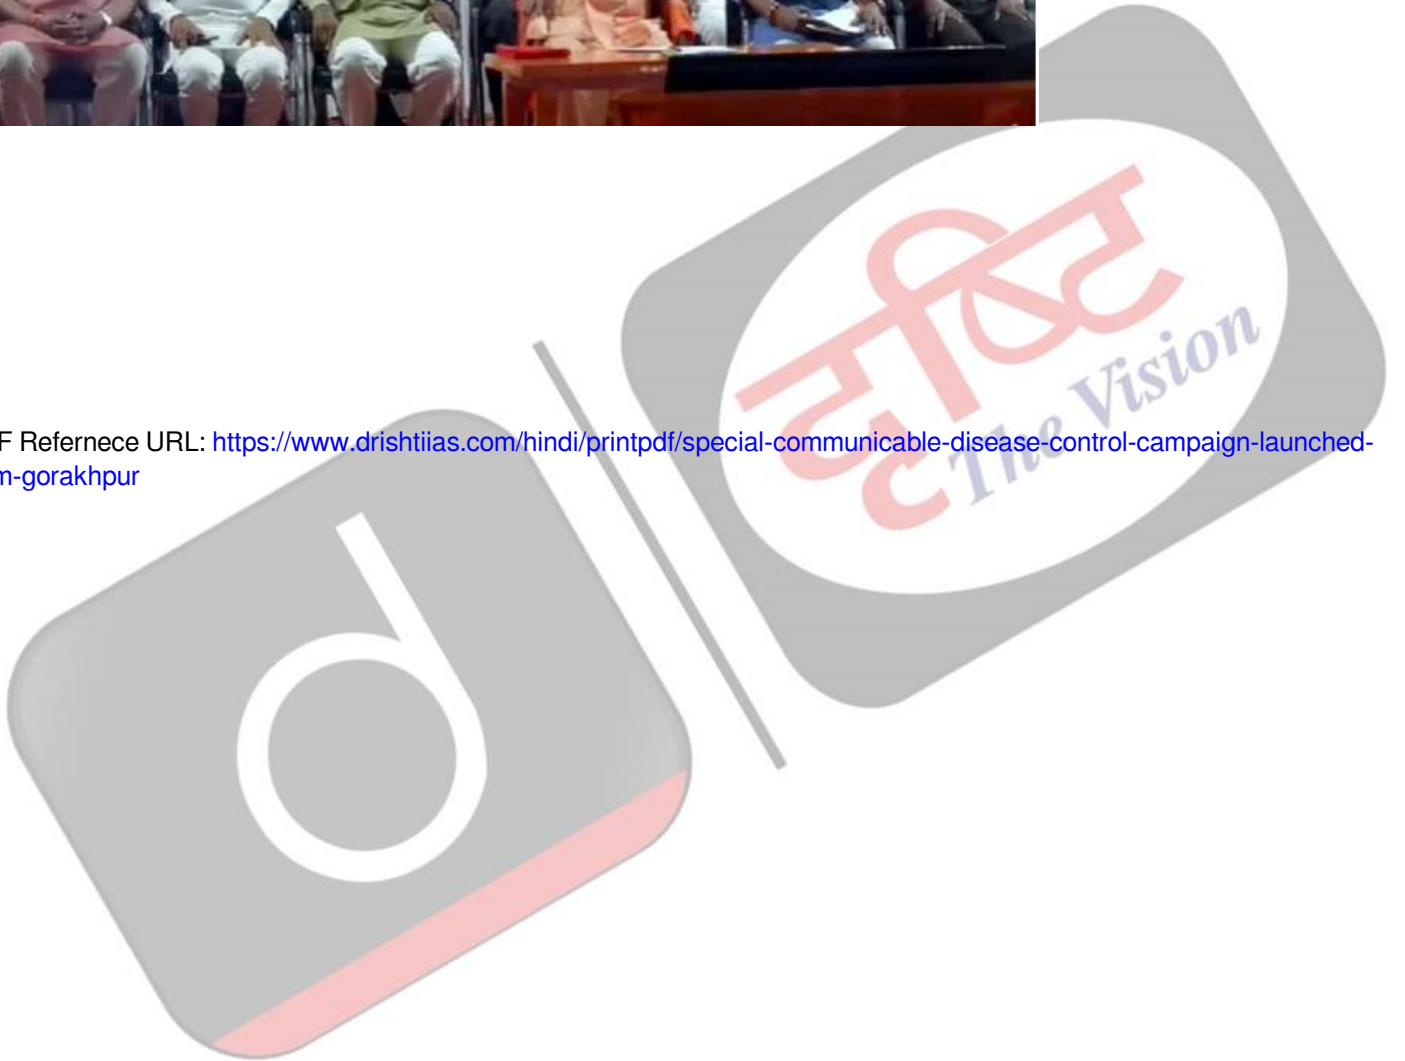 दृष्टि
The Vision
F Refernece URL: https://www.drishtiias.com/hindi/printpdf/special-communicable-disease-control-campaign-launched-
m-gorakhpur
d